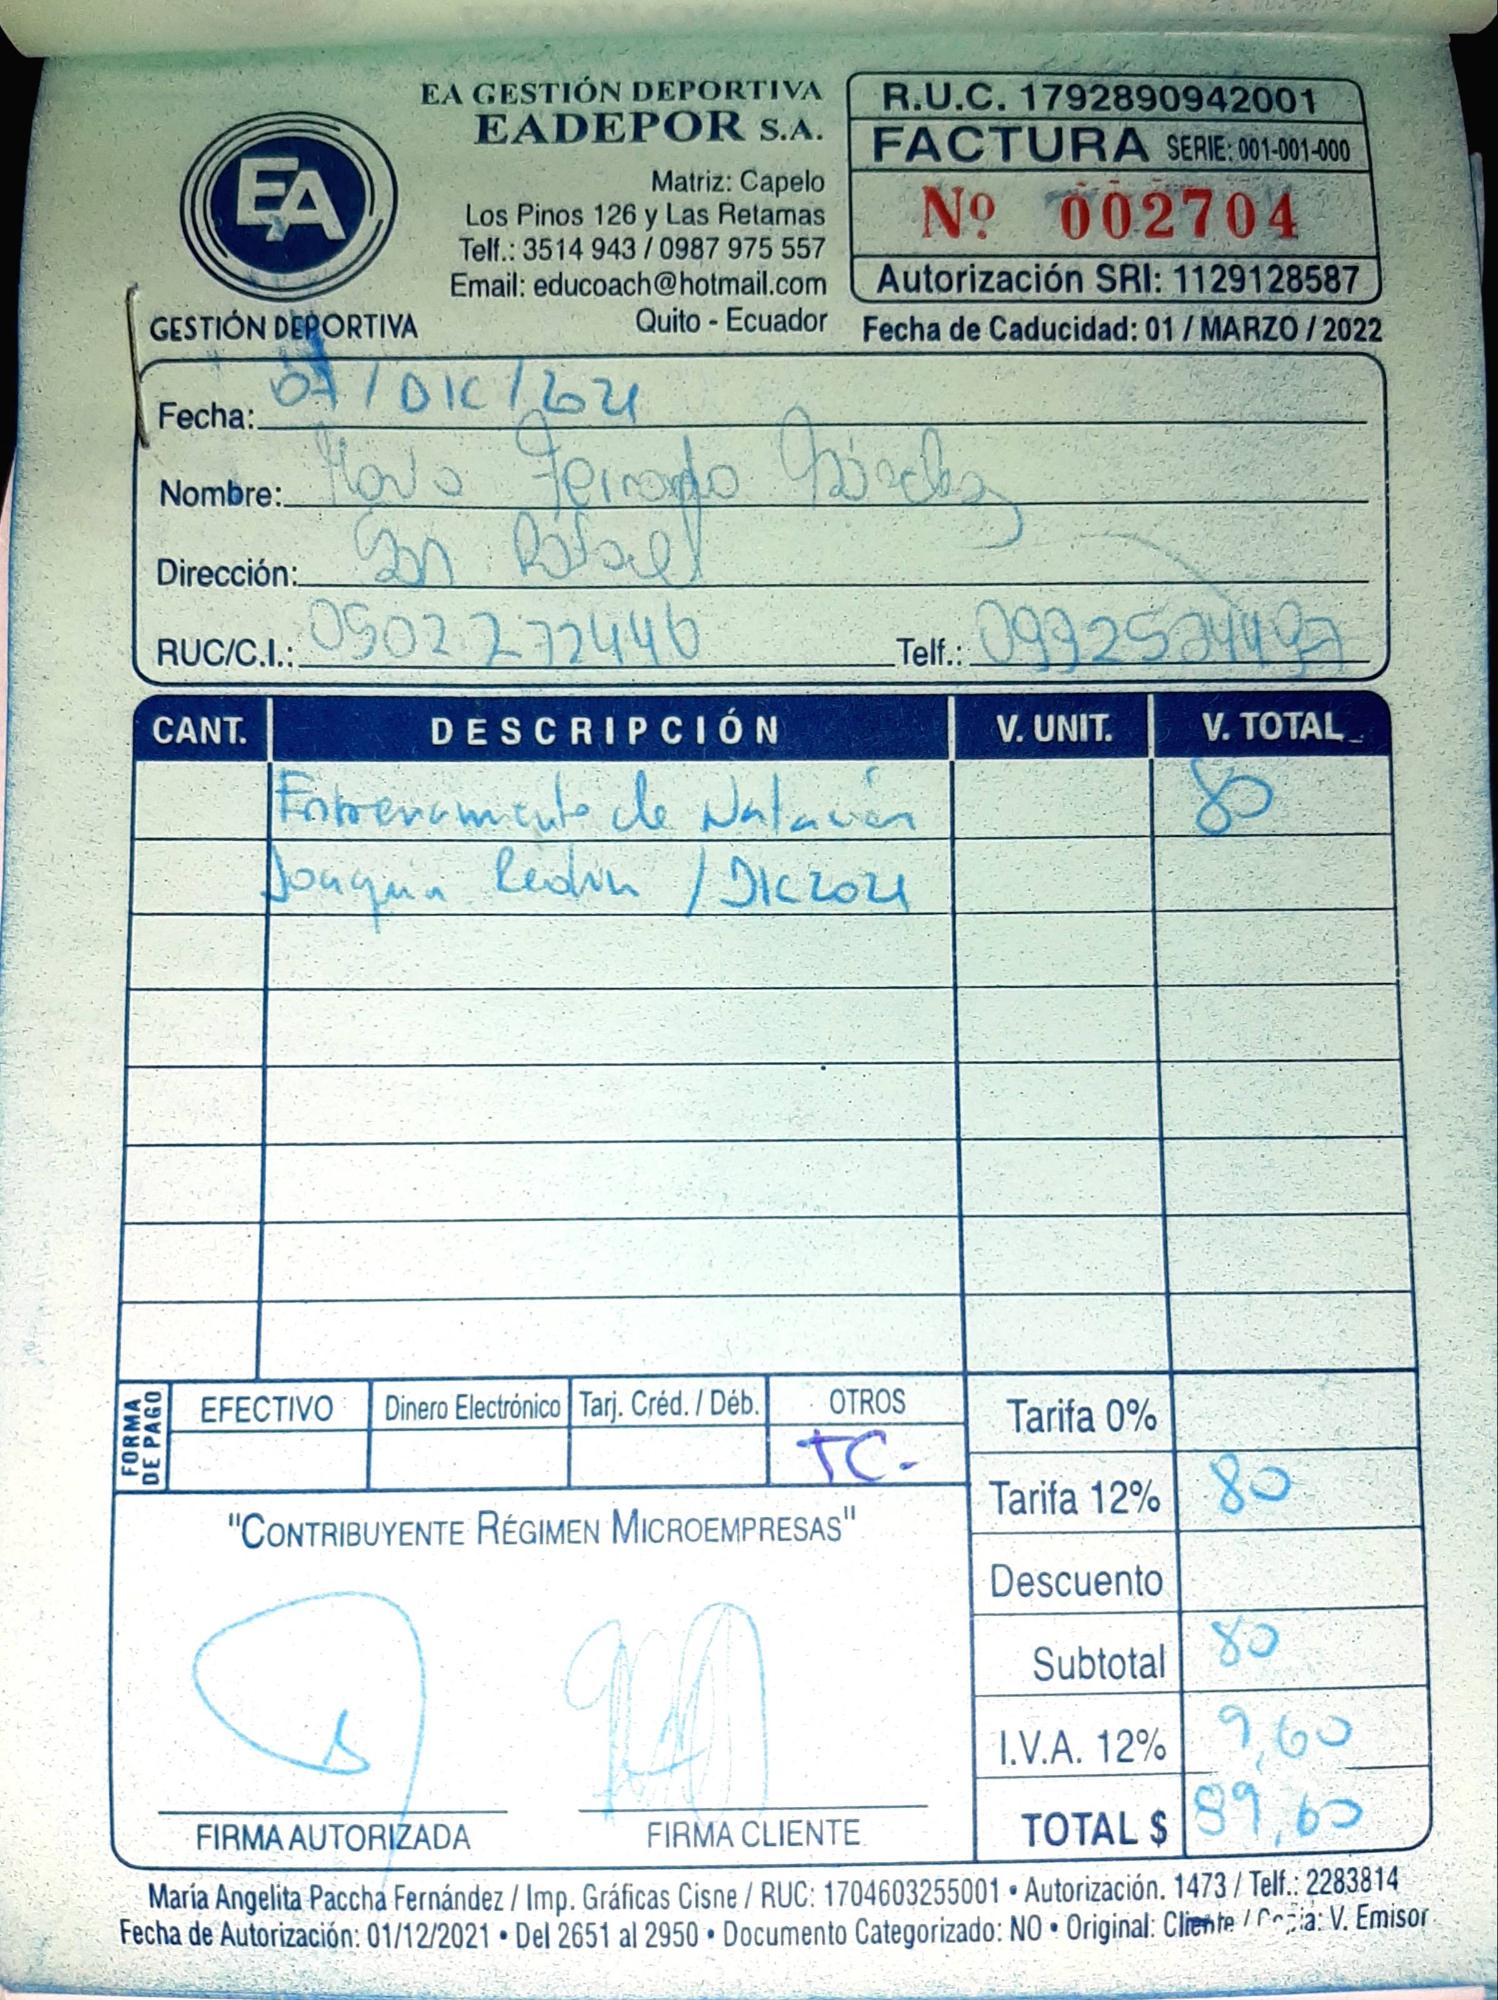 EA GESTIÓN DEPORTIVA
EADEPOR S.A.
Matriz: Capelo
Los Pinos 126 y Las Retamas
Telf.: 3514 943 / 0987 975 557
Email: educoach@hotmail.com
Quito - Ecuador
EA
GESTIÓN DEPORTIVA
R.U.C. 1792890942001
FACTURA SERIE: 001-001-000
Nº 002704
Autorización SRI: 1129128587
Fecha de Caducidad: 01 / MARZO / 2022
Fecha: 07 / DIC / 2021
Nombre: Fernando
Dirección: San Rafael
RUC/C.I.: 0502272446 Telf.:
CANT. DESCRIPCIÓN V. UNIT. V. TOTAL
Entrenamiento de Natación 80
Joaquin / DIC 2021
FORMA DE PAGO
EFECTIVO Dinero Electrónico Tarj. Créd. / Déb. OTROS
TC.
Tarifa 0%
Tarifa 12% 80
Descuento
Subtotal 80
I.V.A. 12% 9,60
TOTAL $ 89,60
"CONTRIBUYENTE RÉGIMEN MICROEMPRESAS"
FIRMA AUTORIZADA FIRMA CLIENTE
María Angelita Paccha Fernández / Imp. Gráficas Cisne / RUC: 1704603255001 • Autorización. 1473 / Telf.: 2283814
Fecha de Autorización: 01/12/2021 • Del 2651 al 2950 • Documento Categorizado: NO • Original: Cliente / Copia: V. Emisor